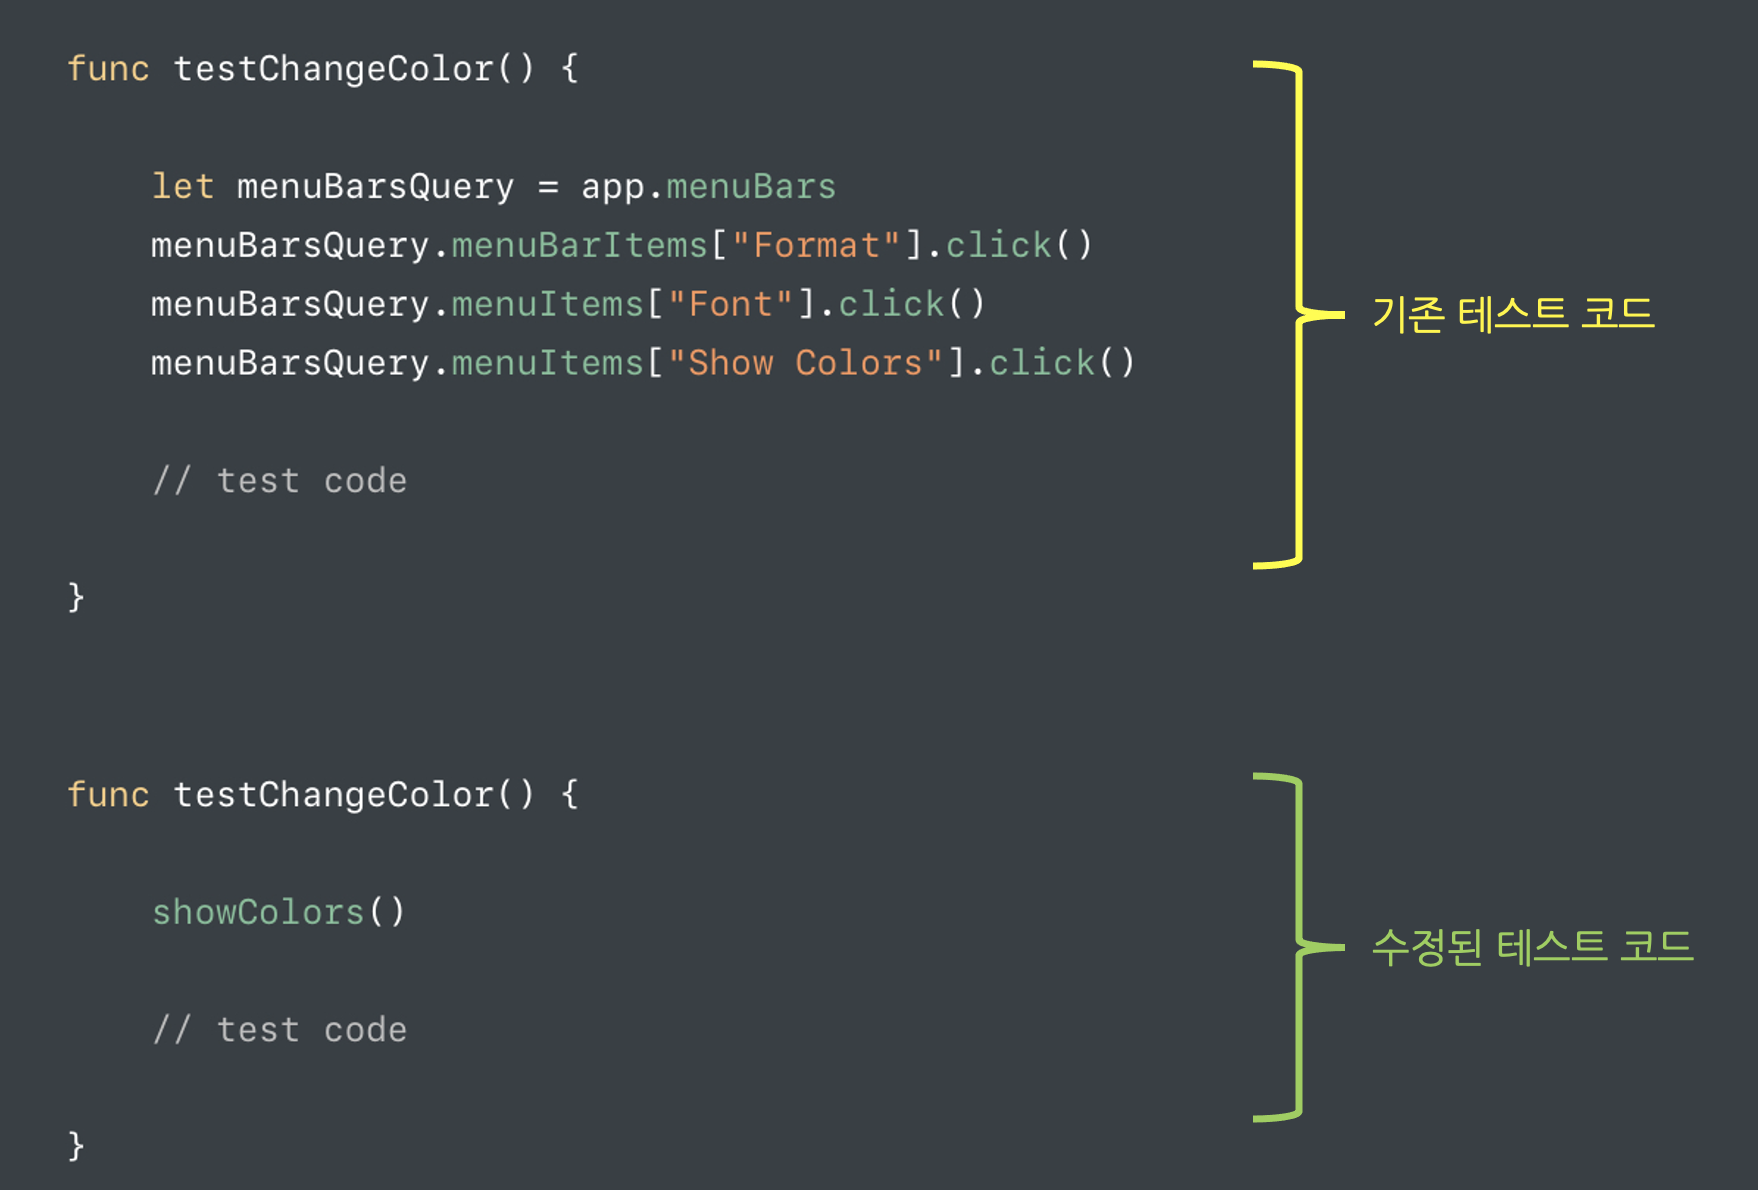 func testChangeColor() {
let menuBarsQuery = app.menuBars
menuBarsQuery.menuBarItems["Format"].click()
menuBarsQuery.menuItems["Font"].click()
menuBarsQuery.menuItems["Show Colors"].click()
// test code
}
기존 테스트 코드
func testChangeColor() {
showColors()
// test code
}
수정된 테스트 코드